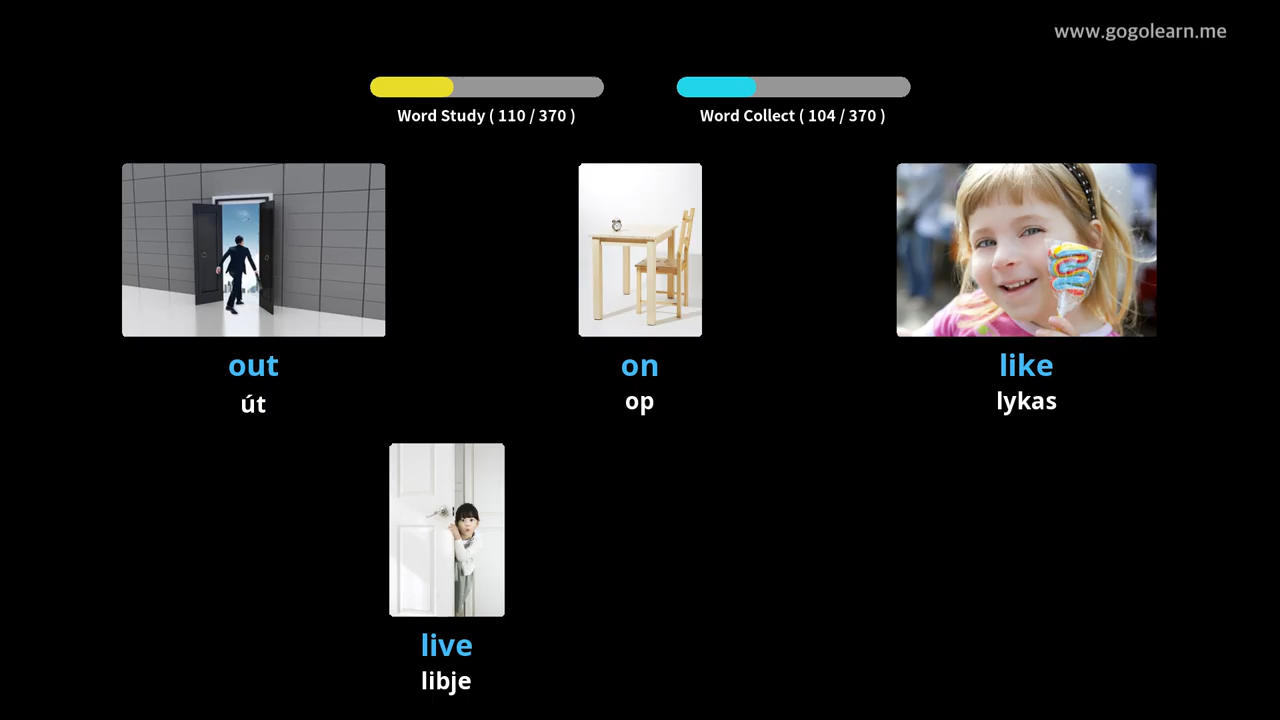 www.gogolearn.me
Word Study ( 110 / 370 )
Word Collect ( 104 / 370 )
out
út
on
op
like
lykas
live
libje